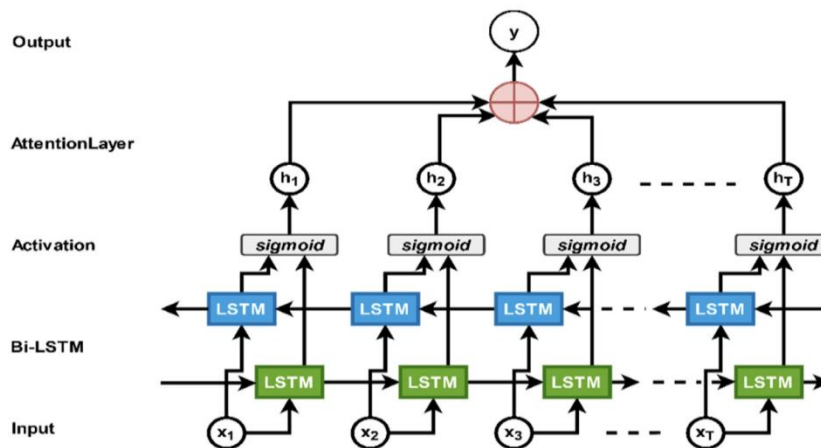 Output
y
AttentionLayer
h1 h2 h3 hT
Activation
sigmoid sigmoid sigmoid sigmoid
LSTM LSTM LSTM LSTM
Bi-LSTM
LSTM LSTM LSTM LSTM
Input
x1 x2 x3 xT